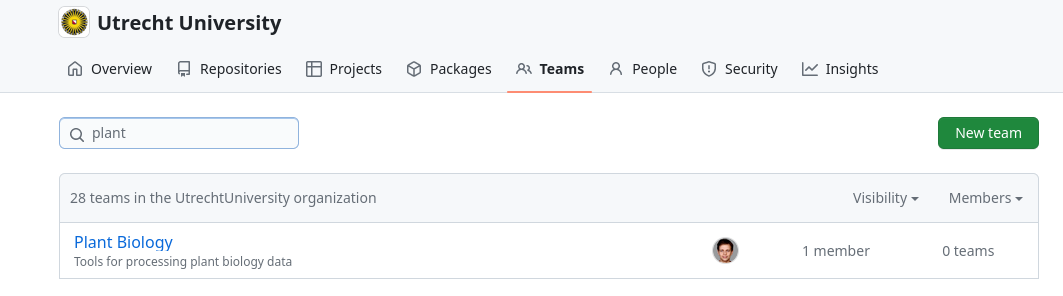 Utrecht University
Overview Repositories Projects Packages Teams People Security Insights
plant New team
28 teams in the UtrechtUniversity organization Visibility Members
Plant Biology
1 member 0 teams
Tools for processing plant biology data